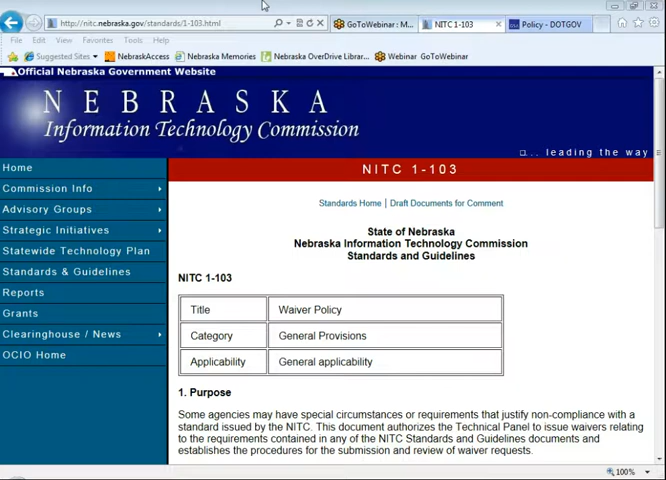 http://nitc.nebraska.gov/standards/1-103.html
GoToWebinar : M...
NITC 1-103
Policy - DOTGOV
File Edit View Favorites Tools Help
Suggested Sites
NebraskAccess
Nebraska Memories
Nebraska OverDrive Librar...
Webinar GoToWebinar
Official Nebraska Government Website
NEBRASKA
Information Technology Commission
... leading the way
Home
Commission Info
Advisory Groups
Strategic Initiatives
Statewide Technology Plan
Standards & Guidelines
Reports
Grants
Clearinghouse / News
OCIO Home
NITC 1-103
Standards Home | Draft Documents for Comment
State of Nebraska
Nebraska Information Technology Commission
Standards and Guidelines
NITC 1-103
Title Waiver Policy
Category General Provisions
Applicability General applicability
1. Purpose
Some agencies may have special circumstances or requirements that justify non-compliance with a
standard issued by the NITC. This document authorizes the Technical Panel to issue waivers relating
to the requirements contained in any of the NITC Standards and Guidelines documents and
establishes the procedures for the submission and review of waiver requests.
100%